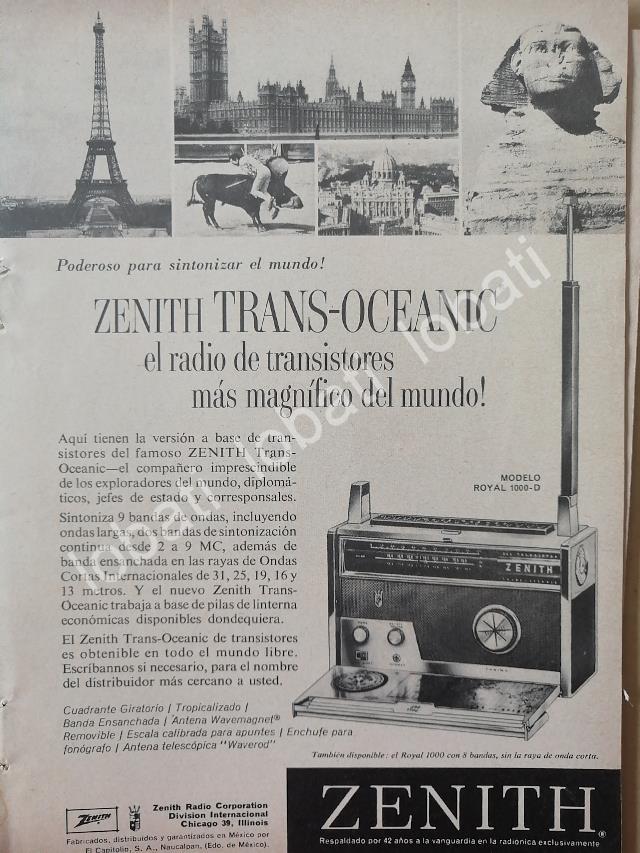 Poderoso para sintonizar el mundo!
ZENITH TRANS-OCEANIC
el radio de transistores
más magnífico del mundo!
Aquí tienen la versión a base de tran-
sistores del famoso ZENITH Trans-
Oceanic—el compañero imprescindible
de los exploradores del mundo, diplomá-
ticos, jefes de estado y corresponsales.
Sintoniza 9 bandas de ondas, incluyendo
ondas largas, dos bandas de sintonización
continua desde 2 a 9 MC, además de
banda ensanchada en las rayas de Ondas
Cortas Internacionales de 31, 25, 19, 16 y
13 metros. Y el nuevo Zenith Trans-
Oceanic trabaja a base de pilas de linterna
económicas disponibles dondequiera.
El Zenith Trans-Oceanic de transistores
es obtenible en todo el mundo libre.
Escríbannos si necesario, para el nombre
del distribuidor más cercano a usted.
Cuadrante Giratorio / Tropicalizado /
Banda Ensanchada / Antena Wavemagnet®
Removible / Escala calibrada para apuntes / Enchufe para
fonógrafo / Antena telescópica "Waverod"
MODELO
ROYAL 1000-D
ZENITH
También disponible: el Royal 1000 con 8 bandas, sin la raya de onda corta.
ZENITH
Zenith Radio Corporation
Division Internacional
Chicago 39, Illinois
Fabricados, distribuidos y garantizados en México por
El Capitolio, S. A., Naucalpan, (Edo. de México).
ZENITH®
Respaldado por 42 años a la vanguardia en la radiónica exclusivamente
lobati lobati lobati